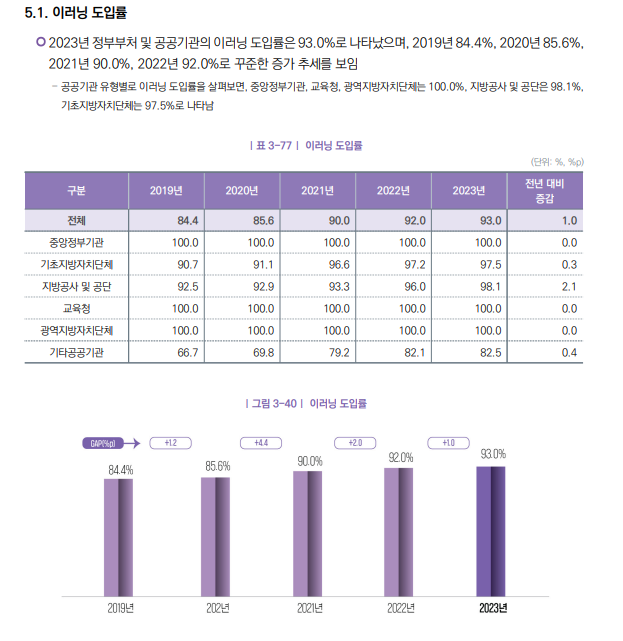 5.1. 이러닝 도입률
2023년 정부부처 및 공공기관의 이러닝 도입률은 93.0%로 나타났으며, 2019년 84.4%, 2020년 85.6%,
2021년 90.0%, 2022년 92.0%로 꾸준한 증가 추세를 보임
- 공공기관 유형별로 이러닝 도입률을 살펴보면, 중앙정부기관, 교육청, 광역지방자치단체는 100.0%, 지방공사 및 공단은 98.1%,
기초지방자치단체는 97.5%로 나타남
| 표 3-77 | 이러닝 도입률
(단위: %, %p)
구분 2019년 2020년 2021년 2022년 2023년 전년 대비
증감
전체 84.4 85.6 90.0 92.0 93.0 1.0
중앙정부기관 100.0 100.0 100.0 100.0 100.0 0.0
기초지방자치단체 90.7 91.1 96.6 97.2 97.5 0.3
지방공사 및 공단 92.5 92.9 93.3 96.0 98.1 2.1
교육청 100.0 100.0 100.0 100.0 100.0 0.0
광역지방자치단체 100.0 100.0 100.0 100.0 100.0 0.0
기타공공기관 66.7 69.8 79.2 82.1 82.5 0.4
| 그림 3-40 | 이러닝 도입률
GAP(%p) +1.2 +4.4 +2.0 +1.0
84.4% 85.6% 90.0% 92.0% 93.0%
2019년 202년 2021년 2022년 2023년